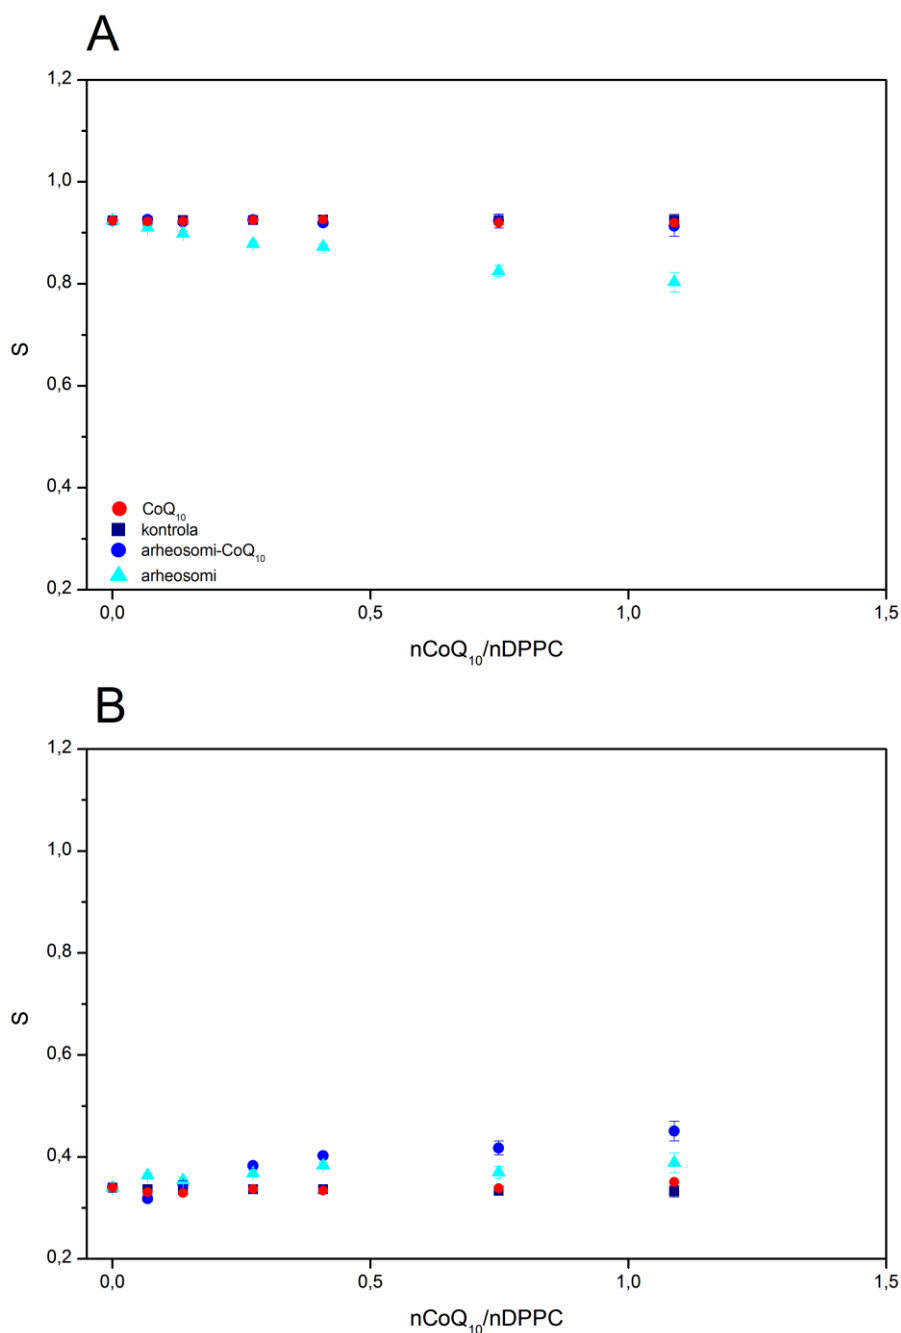 A
1,2
1,0
0,8
S
0,6
0,4
CoQ₁₀
kontrola
arheosomi-CoQ₁₀
arheosomi
0,2
0,0 0,5 1,0 1,5
nCoQ₁₀/nDPPC
B
1,2
1,0
0,8
S
0,6
0,4
0,2
0,0 0,5 1,0 1,5
nCoQ₁₀/nDPPC